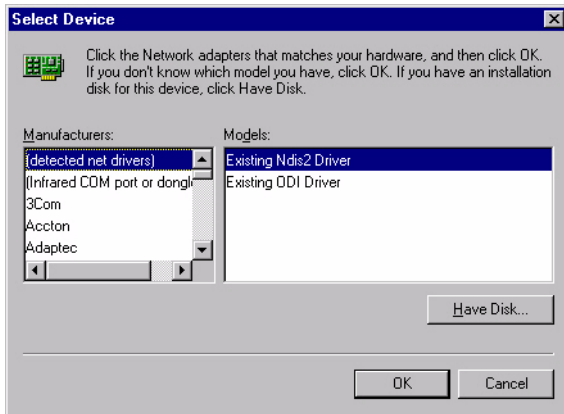 Select Device
Click the Network adapters that matches your hardware, and then click OK.
If you don't know which model you have, click OK. If you have an installation
disk for this device, click Have Disk.
Manufacturers:
(detected net drivers)
(Infrared COM port or dongl
3Com
Accton
Adaptec
Models:
Existing Ndis2 Driver
Existing ODI Driver
Have Disk...
OK
Cancel